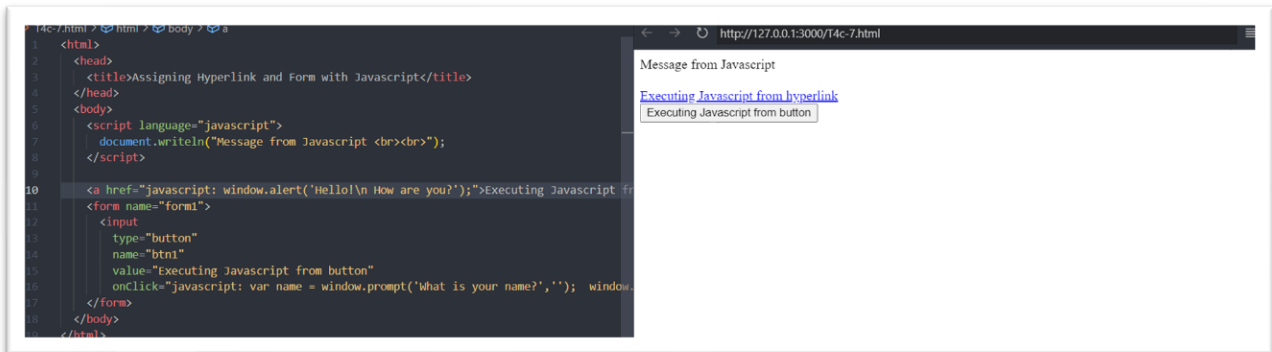 T4c-7.html > html > body > a
1 <html>
2 <head>
3 <title>Assigning Hyperlink and Form with Javascript</title>
4 </head>
5 <body>
6 <script language="javascript">
7 document.writeln("Message from Javascript <br><br>");
8 </script>
9
10 <a href="javascript: window.alert('Hello!\n How are you?');">Executing Javascript fr
11 <form name="form1">
12 <input
13 type="button"
14 name="btn1"
15 value="Executing Javascript from button"
16 onClick="javascript: var name = window.prompt('What is your name?','');  window.
17 </form>
18 </body>
19 </html>
http://127.0.0.1:3000/T4c-7.html
Message from Javascript
Executing Javascript from hyperlink
Executing Javascript from button